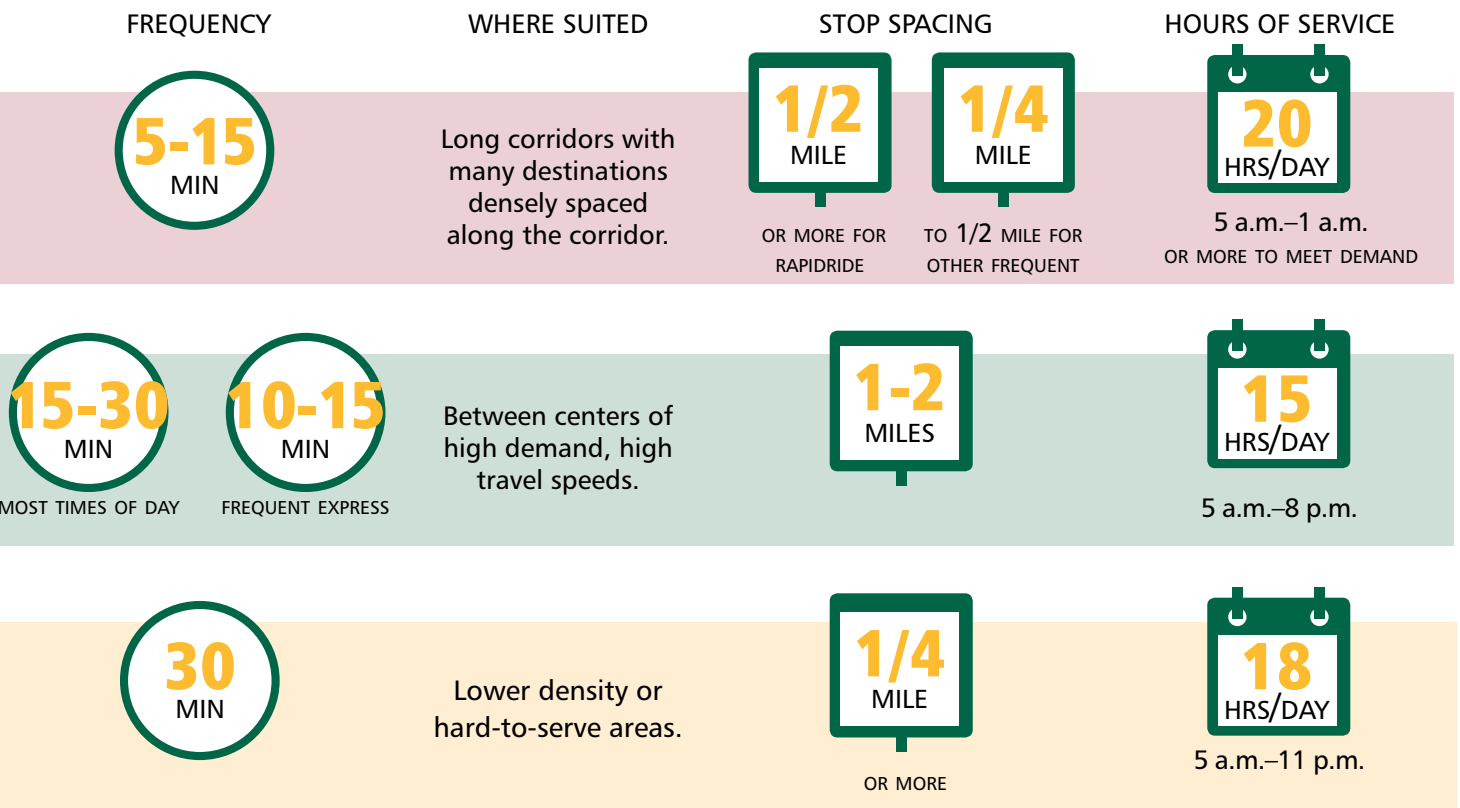 FREQUENCY
WHERE SUITED
STOP SPACING
HOURS OF SERVICE
5-15
MIN
Long corridors with
many destinations
densely spaced
along the corridor.
1/2
MILE
OR MORE FOR
RAPIDRIDE
1/4
MILE
TO 1/2 MILE FOR
OTHER FREQUENT
20
HRS/DAY
5 a.m.–1 a.m.
OR MORE TO MEET DEMAND
15-30
MIN
MOST TIMES OF DAY
10-15
MIN
FREQUENT EXPRESS
Between centers of
high demand, high
travel speeds.
1-2
MILES
15
HRS/DAY
5 a.m.–8 p.m.
30
MIN
Lower density or
hard-to-serve areas.
1/4
MILE
OR MORE
18
HRS/DAY
5 a.m.–11 p.m.